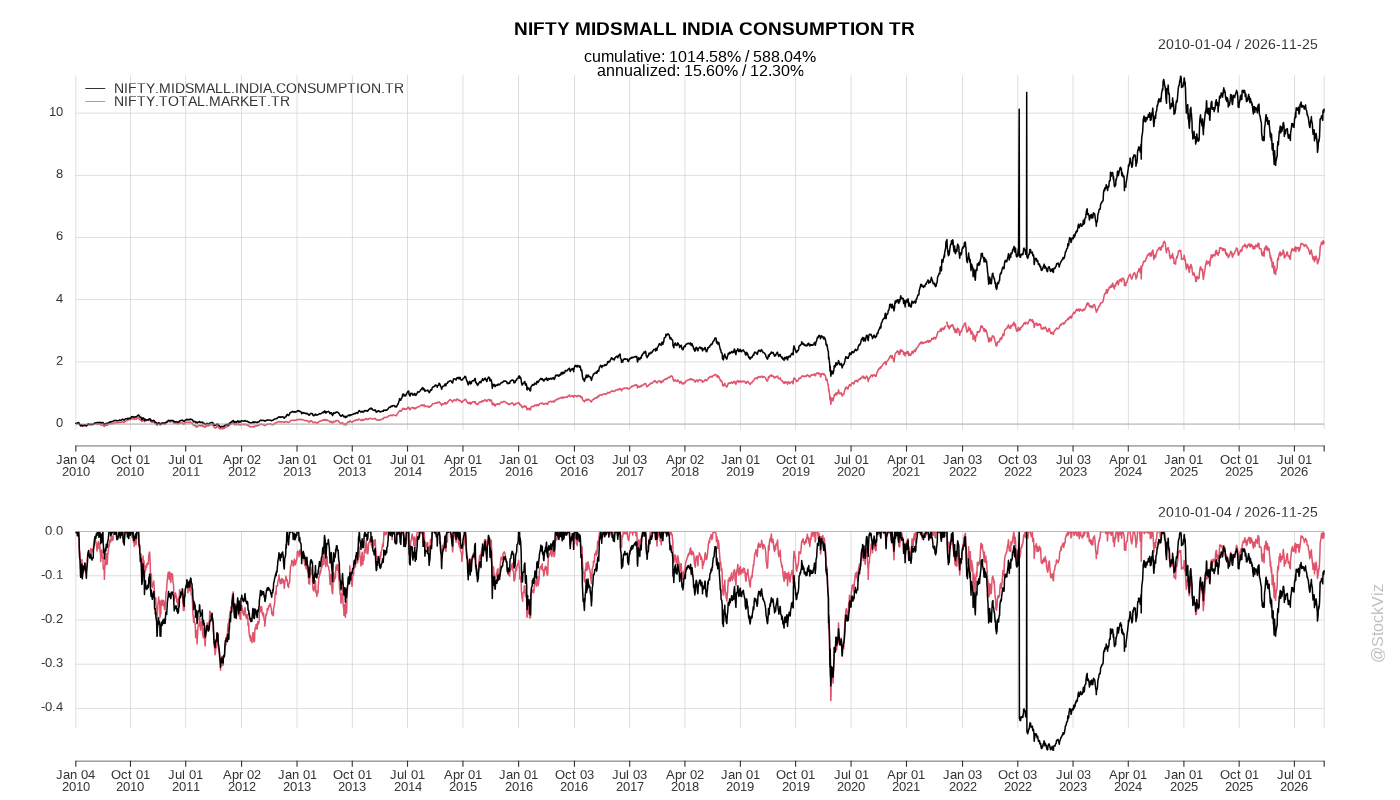 NIFTY MIDSMALL INDIA CONSUMPTION TR
2010-01-04 / 2026-11-25
cumulative: 1014.58% / 588.04%
annualized: 15.60% / 12.30%
NIFTY.MIDSMALL.INDIA.CONSUMPTION.TR
NIFTY.TOTAL.MARKET.TR
10
8
6
4
2
0
Jan 04 Oct 01 Jul 01 Apr 02 Jan 01 Oct 01 Jul 01 Apr 01 Jan 01 Oct 03 Jul 03 Apr 02 Jan 01 Oct 01 Jul 01 Apr 01 Jan 03 Oct 03 Jul 03 Apr 01 Jan 01 Oct 01 Jul 01
2010 2010 2011 2012 2013 2013 2014 2015 2016 2016 2017 2018 2019 2019 2020 2021 2022 2022 2023 2024 2025 2025 2026
2010-01-04 / 2026-11-25
0.0
-0.1
-0.2
-0.3
-0.4
Jan 04 Oct 01 Jul 01 Apr 02 Jan 01 Oct 01 Jul 01 Apr 01 Jan 01 Oct 03 Jul 03 Apr 02 Jan 01 Oct 01 Jul 01 Apr 01 Jan 03 Oct 03 Jul 03 Apr 01 Jan 01 Oct 01 Jul 01
2010 2010 2011 2012 2013 2013 2014 2015 2016 2016 2017 2018 2019 2019 2020 2021 2022 2022 2023 2024 2025 2025 2026
@StockViz